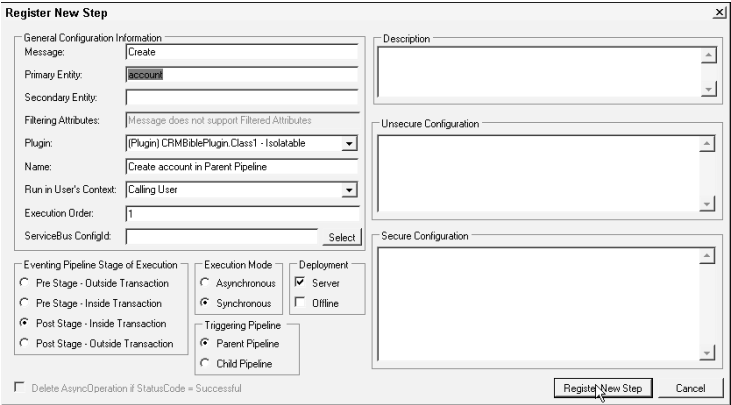 Register New Step
General Configuration Information
Message: Create
Primary Entity: account
Secondary Entity:
Filtering Attributes: Message does not support Filtered Attributes
Plugin: (Plugin) CRMBiblePlugin.Class1 - Isolatable
Name: Create account in Parent Pipeline
Run in User's Context: Calling User
Execution Order: 1
ServiceBus ConfigId: Select
Eventing Pipeline Stage of Execution
Pre Stage - Outside Transaction
Pre Stage - Inside Transaction
Post Stage - Inside Transaction
Post Stage - Outside Transaction
Execution Mode
Asynchronous
Synchronous
Deployment
Server
Offline
Triggering Pipeline
Parent Pipeline
Child Pipeline
Delete AsyncOperation if StatusCode = Successful
Description
Unsecure Configuration
Secure Configuration
Register New Step
Cancel